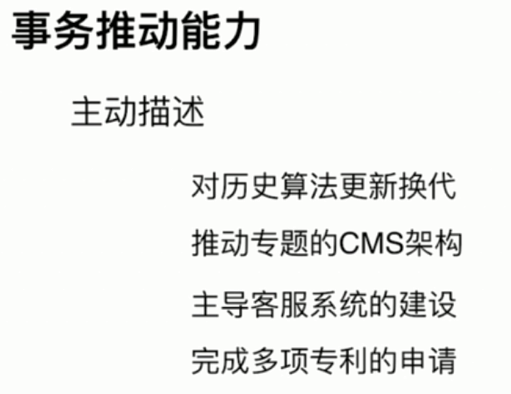 事务推动能力
主动描述
对历史算法更新换代
推动专题的CMS架构
主导客服系统的建设
完成多项专利的申请